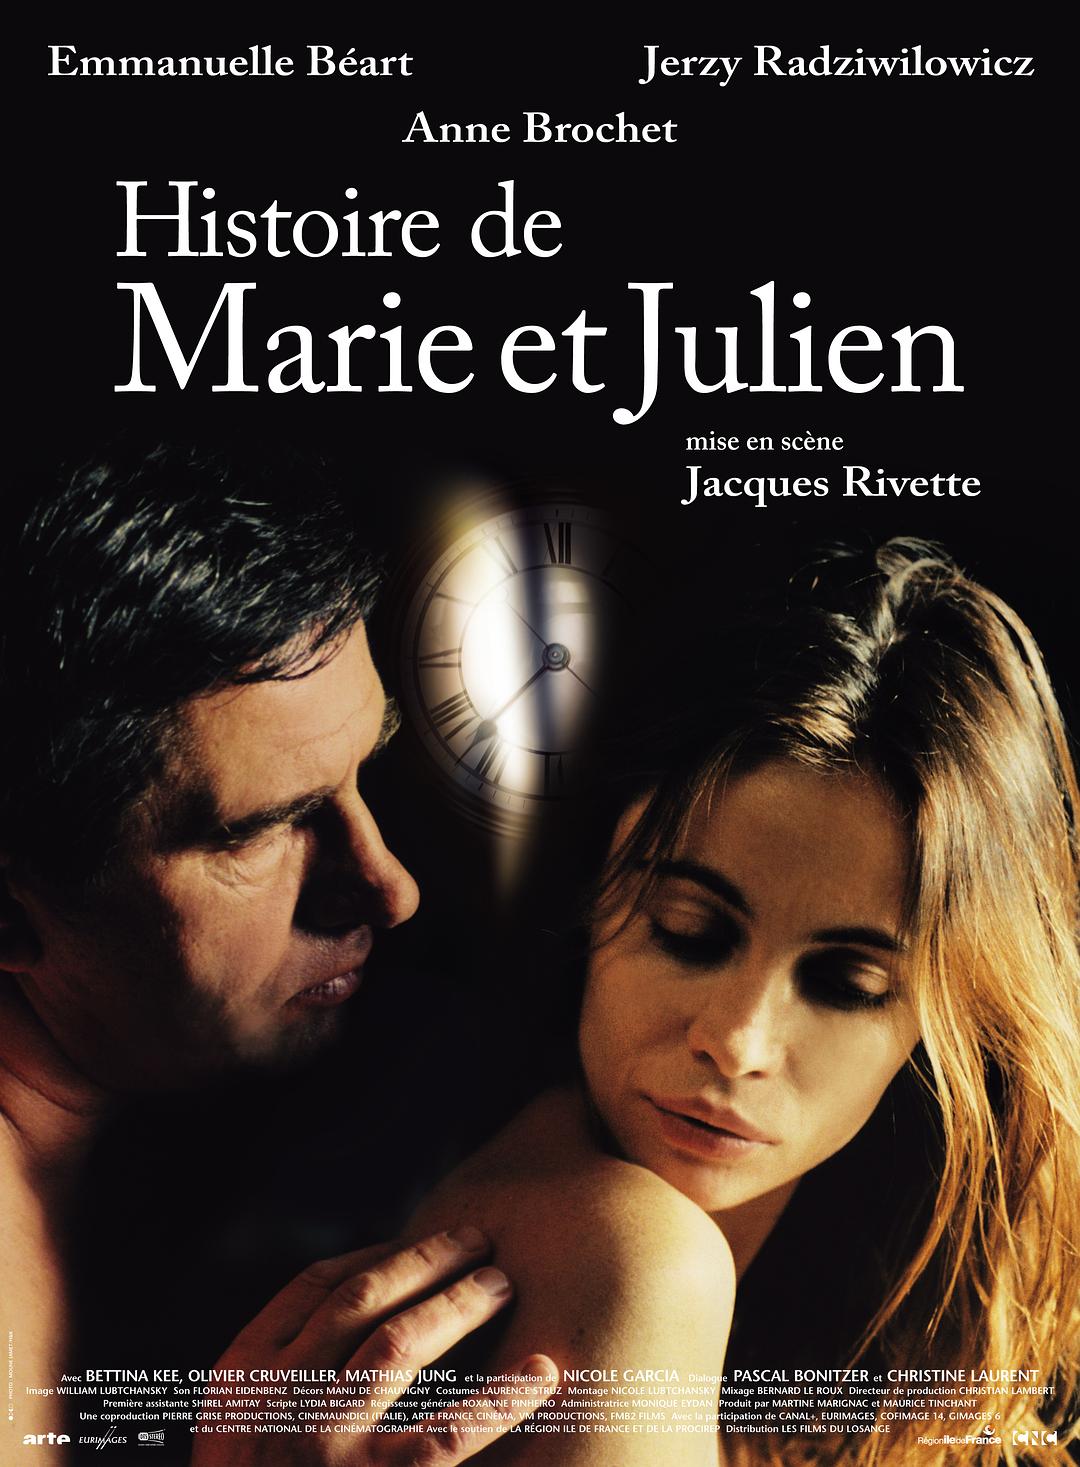 Emmanuelle Béart
Jerzy Radziwilowicz
Anne Brochet
Histoire de
Marie et Julien
mise en scène
Jacques Rivette
XII
Avec BETTINA KEE, OLIVIER CRUVEILLER, MATHIAS JUNG et la participation de NICOLE GARCIA Dialogue PASCAL BONITZER et CHRISTINE LAURENT
Image WILLIAM LUBTCHANSKY Son FLORIAN EIDENBENZ Décors MANU DE CHAUVIGNY Costumes LAURENCE STRUZ Montage NICOLE LUBTCHANSKY Mixage BERNARD LE ROUX Directeur de production CHRISTIAN LAMBERT
Première assistante SHIREL AMITAY Scripte LYDIA BIGARD Régisseuse générale ROXANNE PINHEIRO Administratrice MONIQUE EYDAN Produit par MARTINE MARIGNAC et MAURICE TINCHANT
Une coproduction PIERRE GRISE PRODUCTIONS, CINEMAUNDICI (ITALIE), ARTE FRANCE CINÉMA, VM PRODUCTIONS, FMB2 FILMS Avec la participation de CANAL+, EURIMAGES, COFIMAGE 14, GIMAGES 6
et du CENTRE NATIONAL DE LA CINÉMATOGRAPHIE Avec le soutien de LA RÉGION ILE DE FRANCE ET DE LA PROCIREP Distribution LES FILMS DU LOSANGE
arte EURIMAGES
RégionIledeFrance CNC